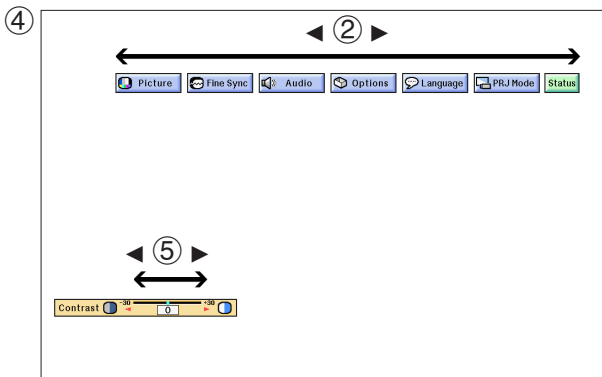 ④
◄ ② ►
Picture Fine Sync Audio Options Language PRJ Mode Status
◄ ⑤ ►
Contrast -30 0 +30